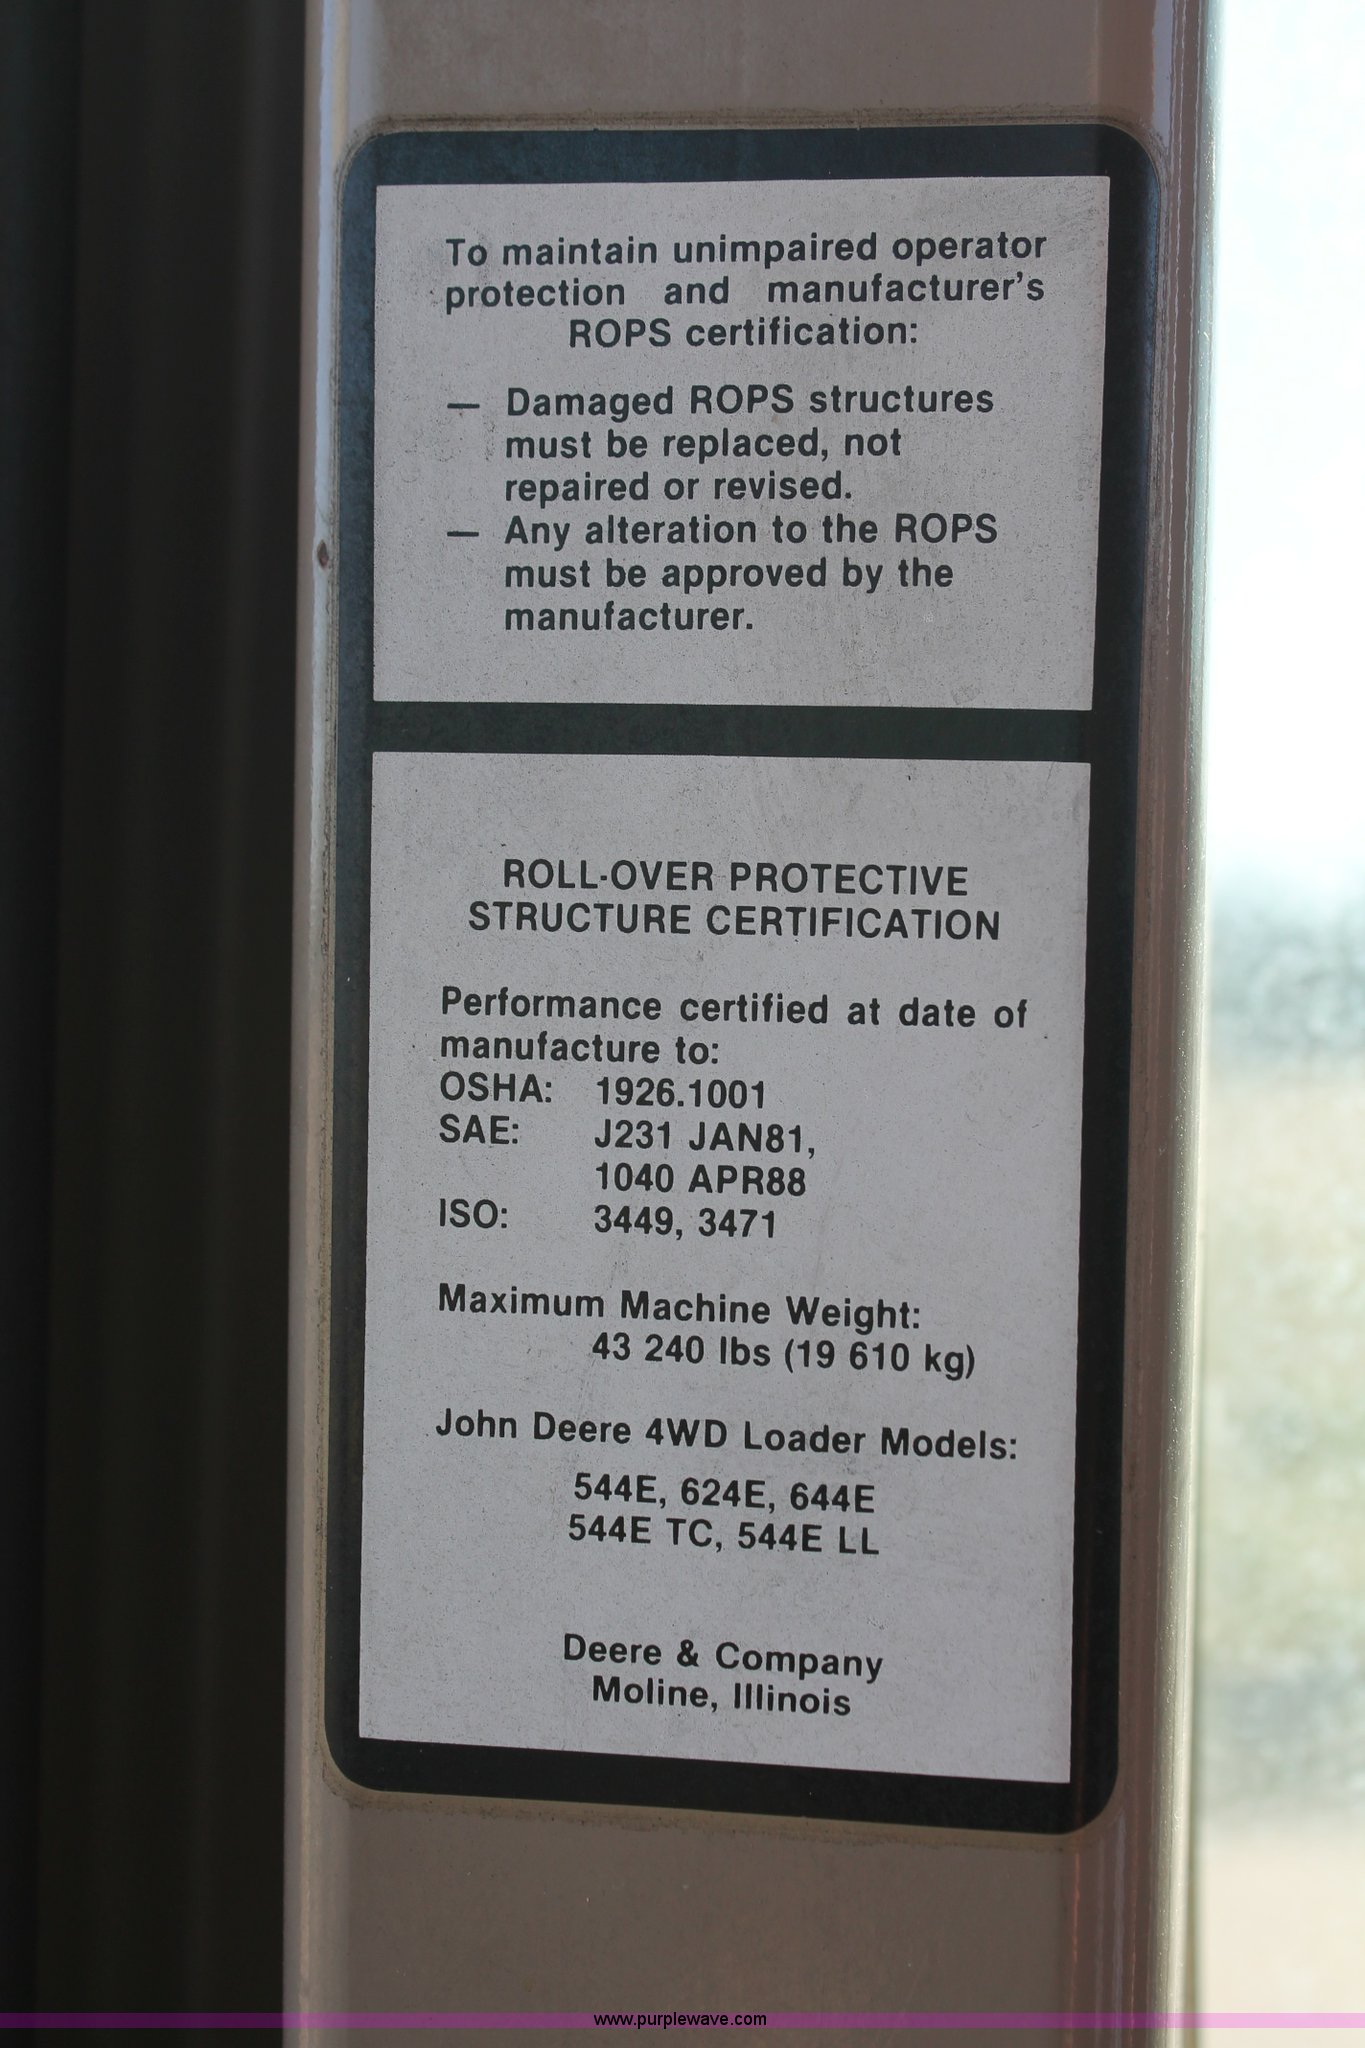 To maintain unimpaired operator
protection and manufacturer's
ROPS certification:
— Damaged ROPS structures
must be replaced, not
repaired or revised.
— Any alteration to the ROPS
must be approved by the
manufacturer.
ROLL-OVER PROTECTIVE
STRUCTURE CERTIFICATION
Performance certified at date of
manufacture to:
OSHA: 1926.1001
SAE: J231 JAN81,
1040 APR88
ISO: 3449, 3471
Maximum Machine Weight:
43 240 lbs (19 610 kg)
John Deere 4WD Loader Models:
544E, 624E, 644E
544E TC, 544E LL
Deere & Company
Moline, Illinois
www.purplewave.com